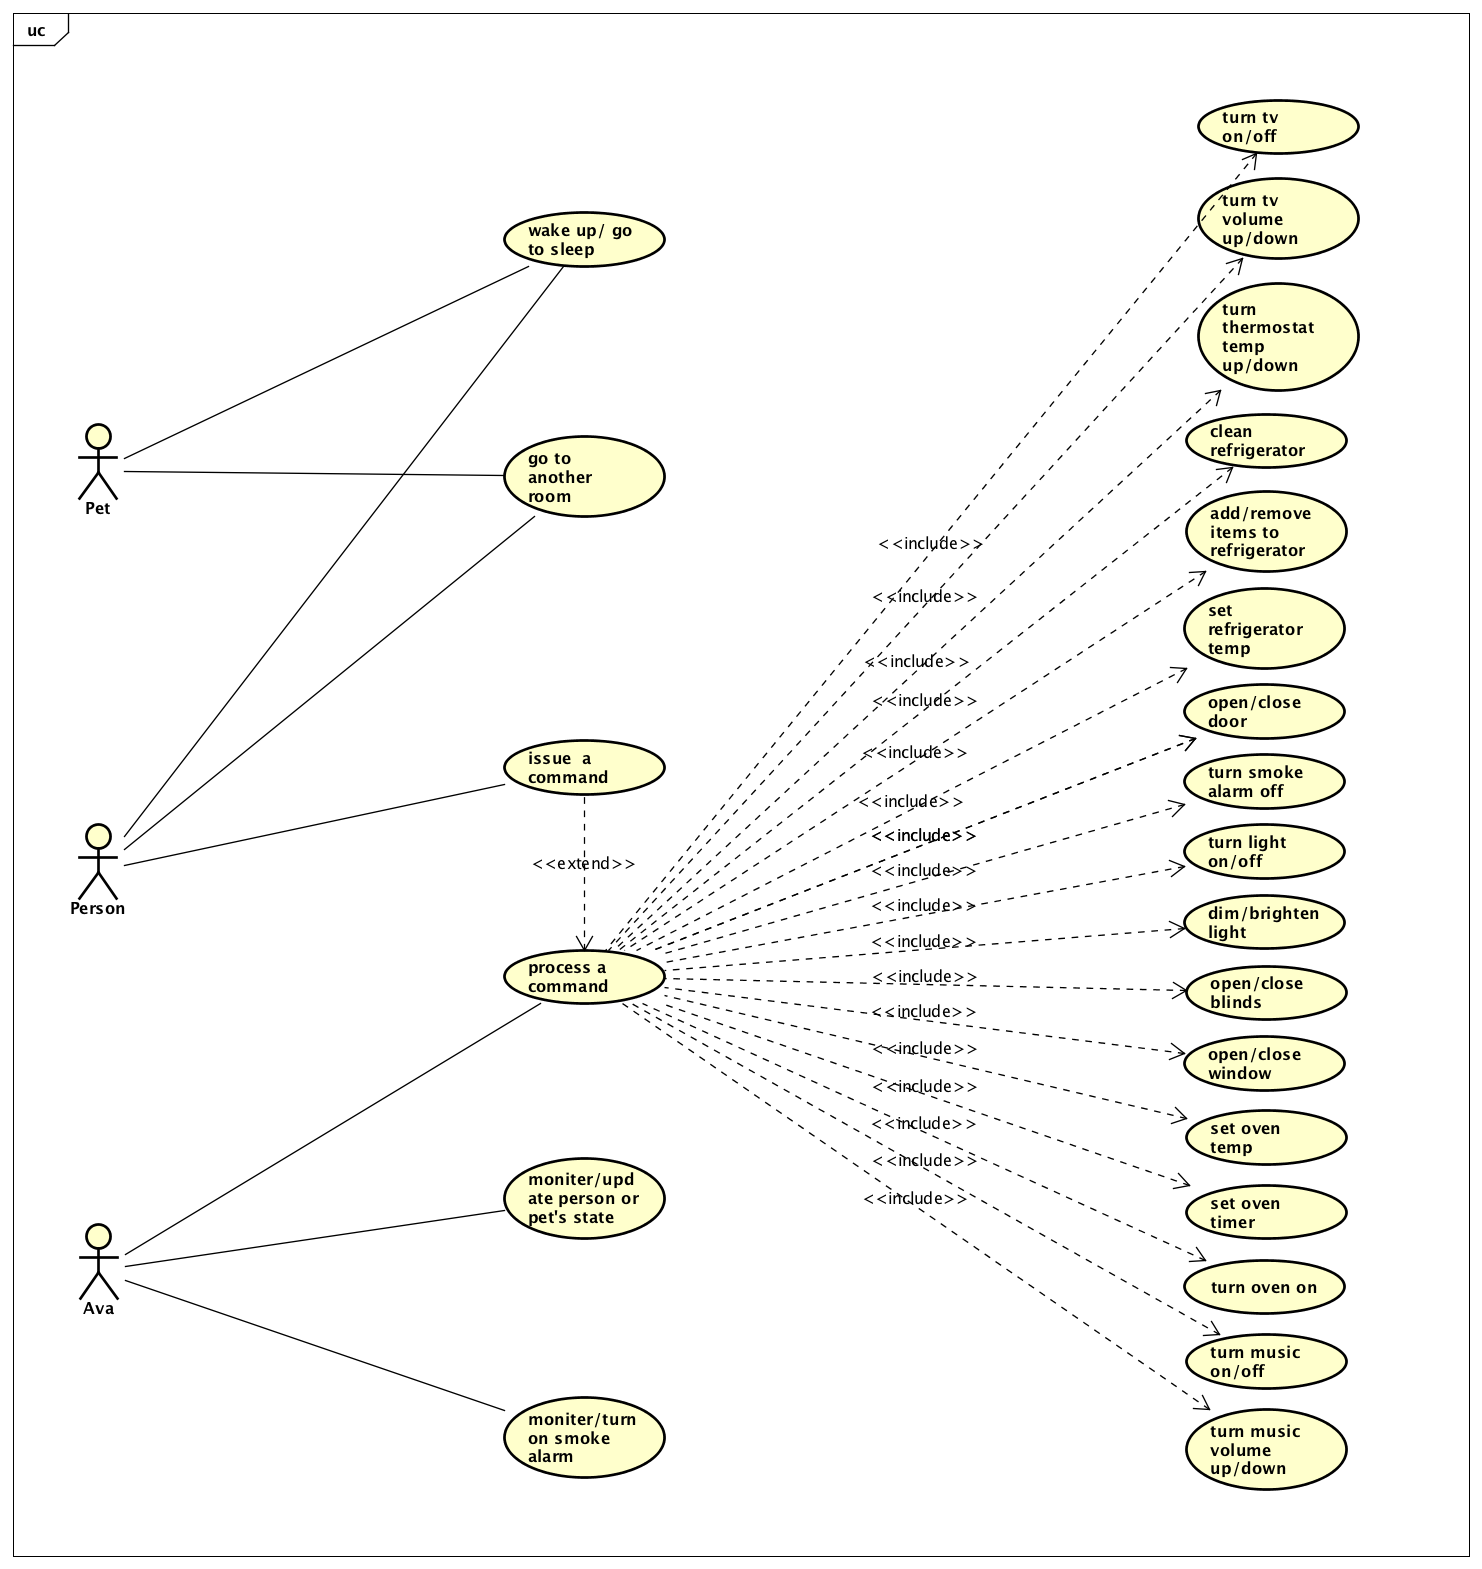 uc
turn tv
on/off
turn tv
volume
up/down
wake up/ go
to sleep
turn
thermostat
temp
up/down
Pet
go to
another
room
clean
refrigerator
add/remove
items to
refrigerator
<<include>>
<<include>>
set
refrigerator
temp
<<include>>
<<include>>
open/close
door
<<include>>
issue  a
command
turn smoke
alarm off
<<include>>
<<include>>
turn light
on/off
<<extend>>
<<include>>
Person
<<include>>
dim/brighten
light
<<include>>
process a
command
<<include>>
open/close
blinds
<<include>>
open/close
window
<<include>>
<<include>>
<<include>>
set oven
temp
<<include>>
moniter/upd
ate person or
pet's state
<<include>>
set oven
timer
Ava
turn oven on
turn music
on/off
moniter/turn
on smoke
alarm
turn music
volume
up/down